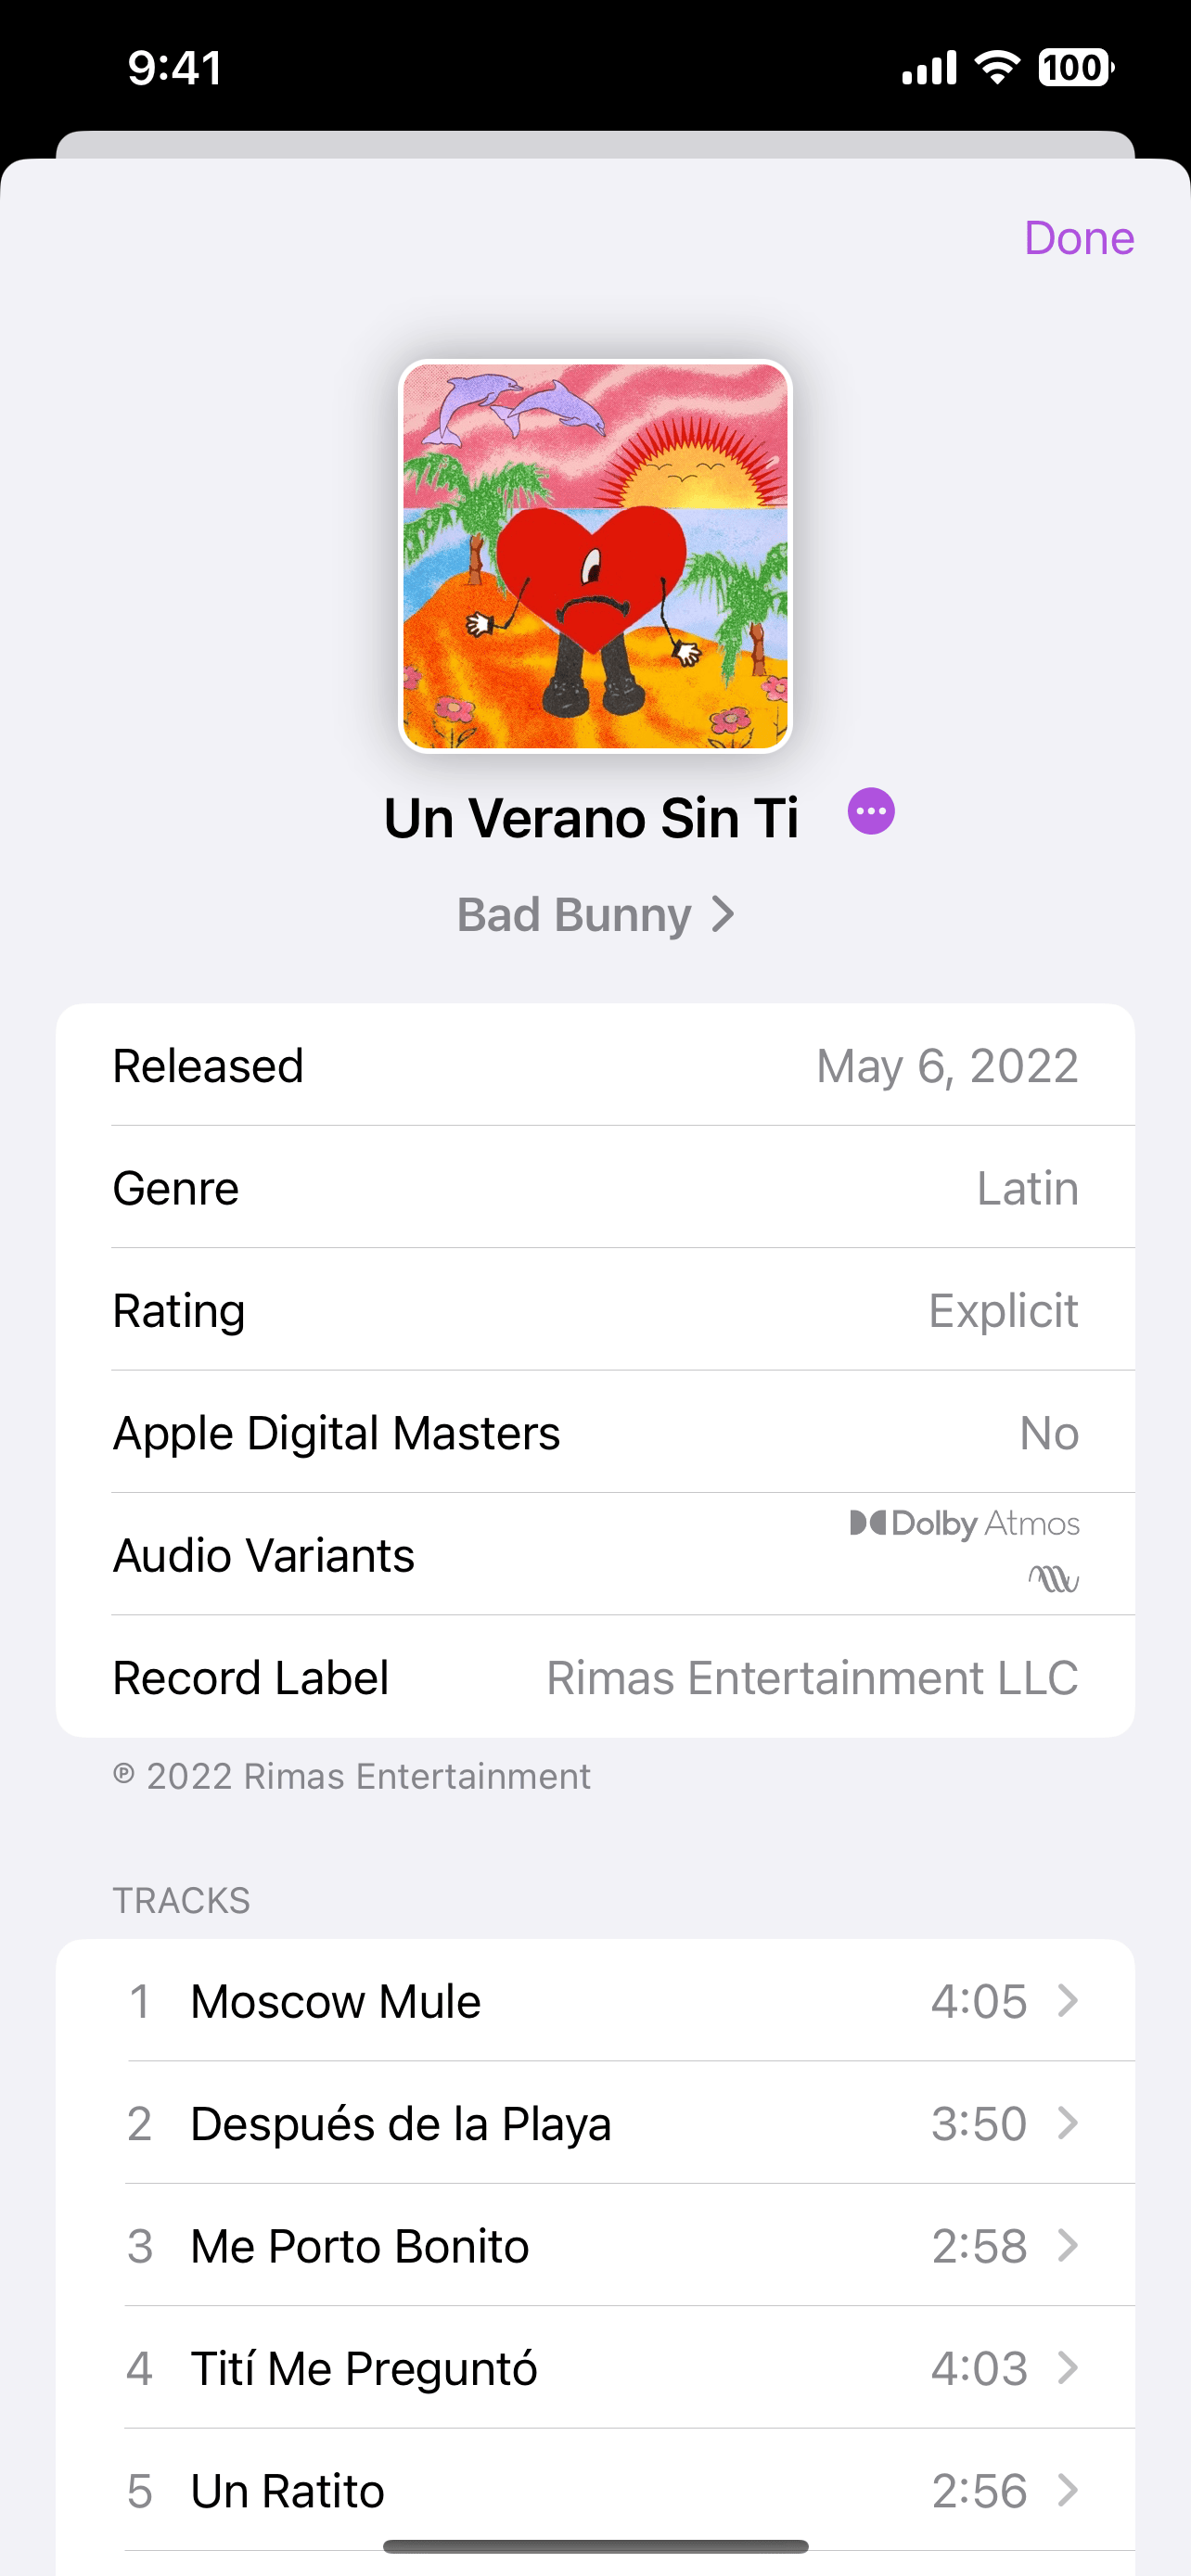 9:41
100
Done
Un Verano Sin Ti
Bad Bunny
Released May 6, 2022
Genre Latin
Rating Explicit
Apple Digital Masters No
Audio Variants Dolby Atmos
Record Label Rimas Entertainment LLC
℗ 2022 Rimas Entertainment
TRACKS
1 Moscow Mule 4:05
2 Después de la Playa 3:50
3 Me Porto Bonito 2:58
4 Tití Me Preguntó 4:03
5 Un Ratito 2:56